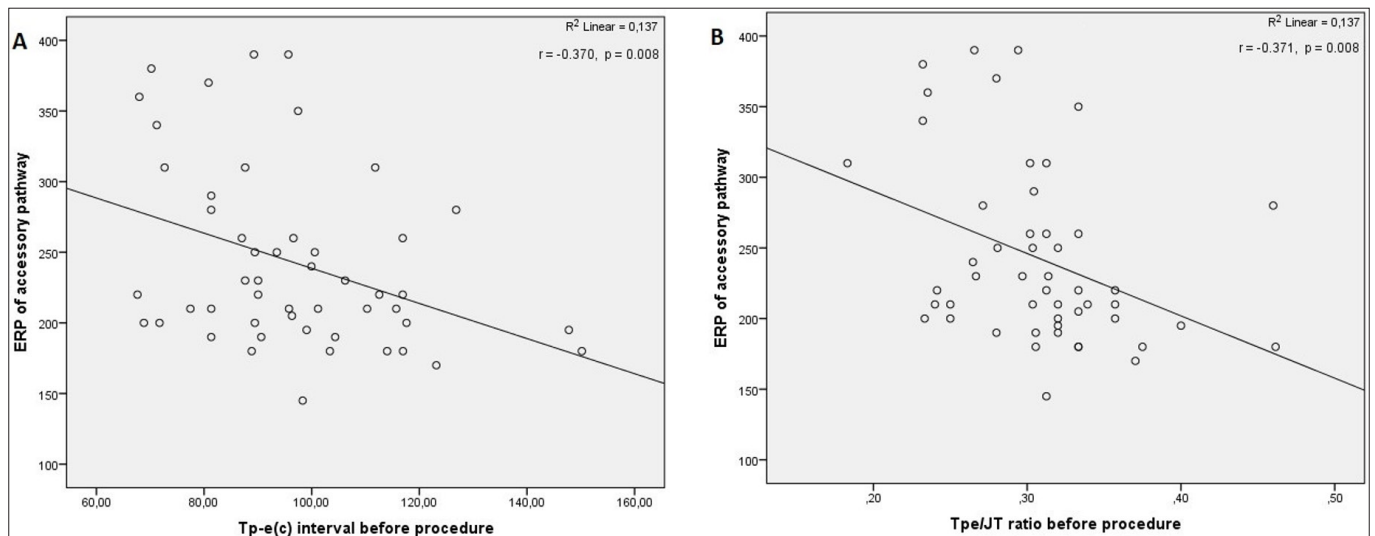 A
R² Linear = 0,137
r = -0.370, p = 0.008
400
350
300
250
200
150
100
ERP of accessory pathway
60,00 80,00 100,00 120,00 140,00 160,00
Tp-e(c) interval before procedure
B
R² Linear = 0,137
r = -0.371, p = 0.008
400
350
300
250
200
150
100
ERP of accessory pathway
,20 ,30 ,40 ,50
Tpe/JT ratio before procedure